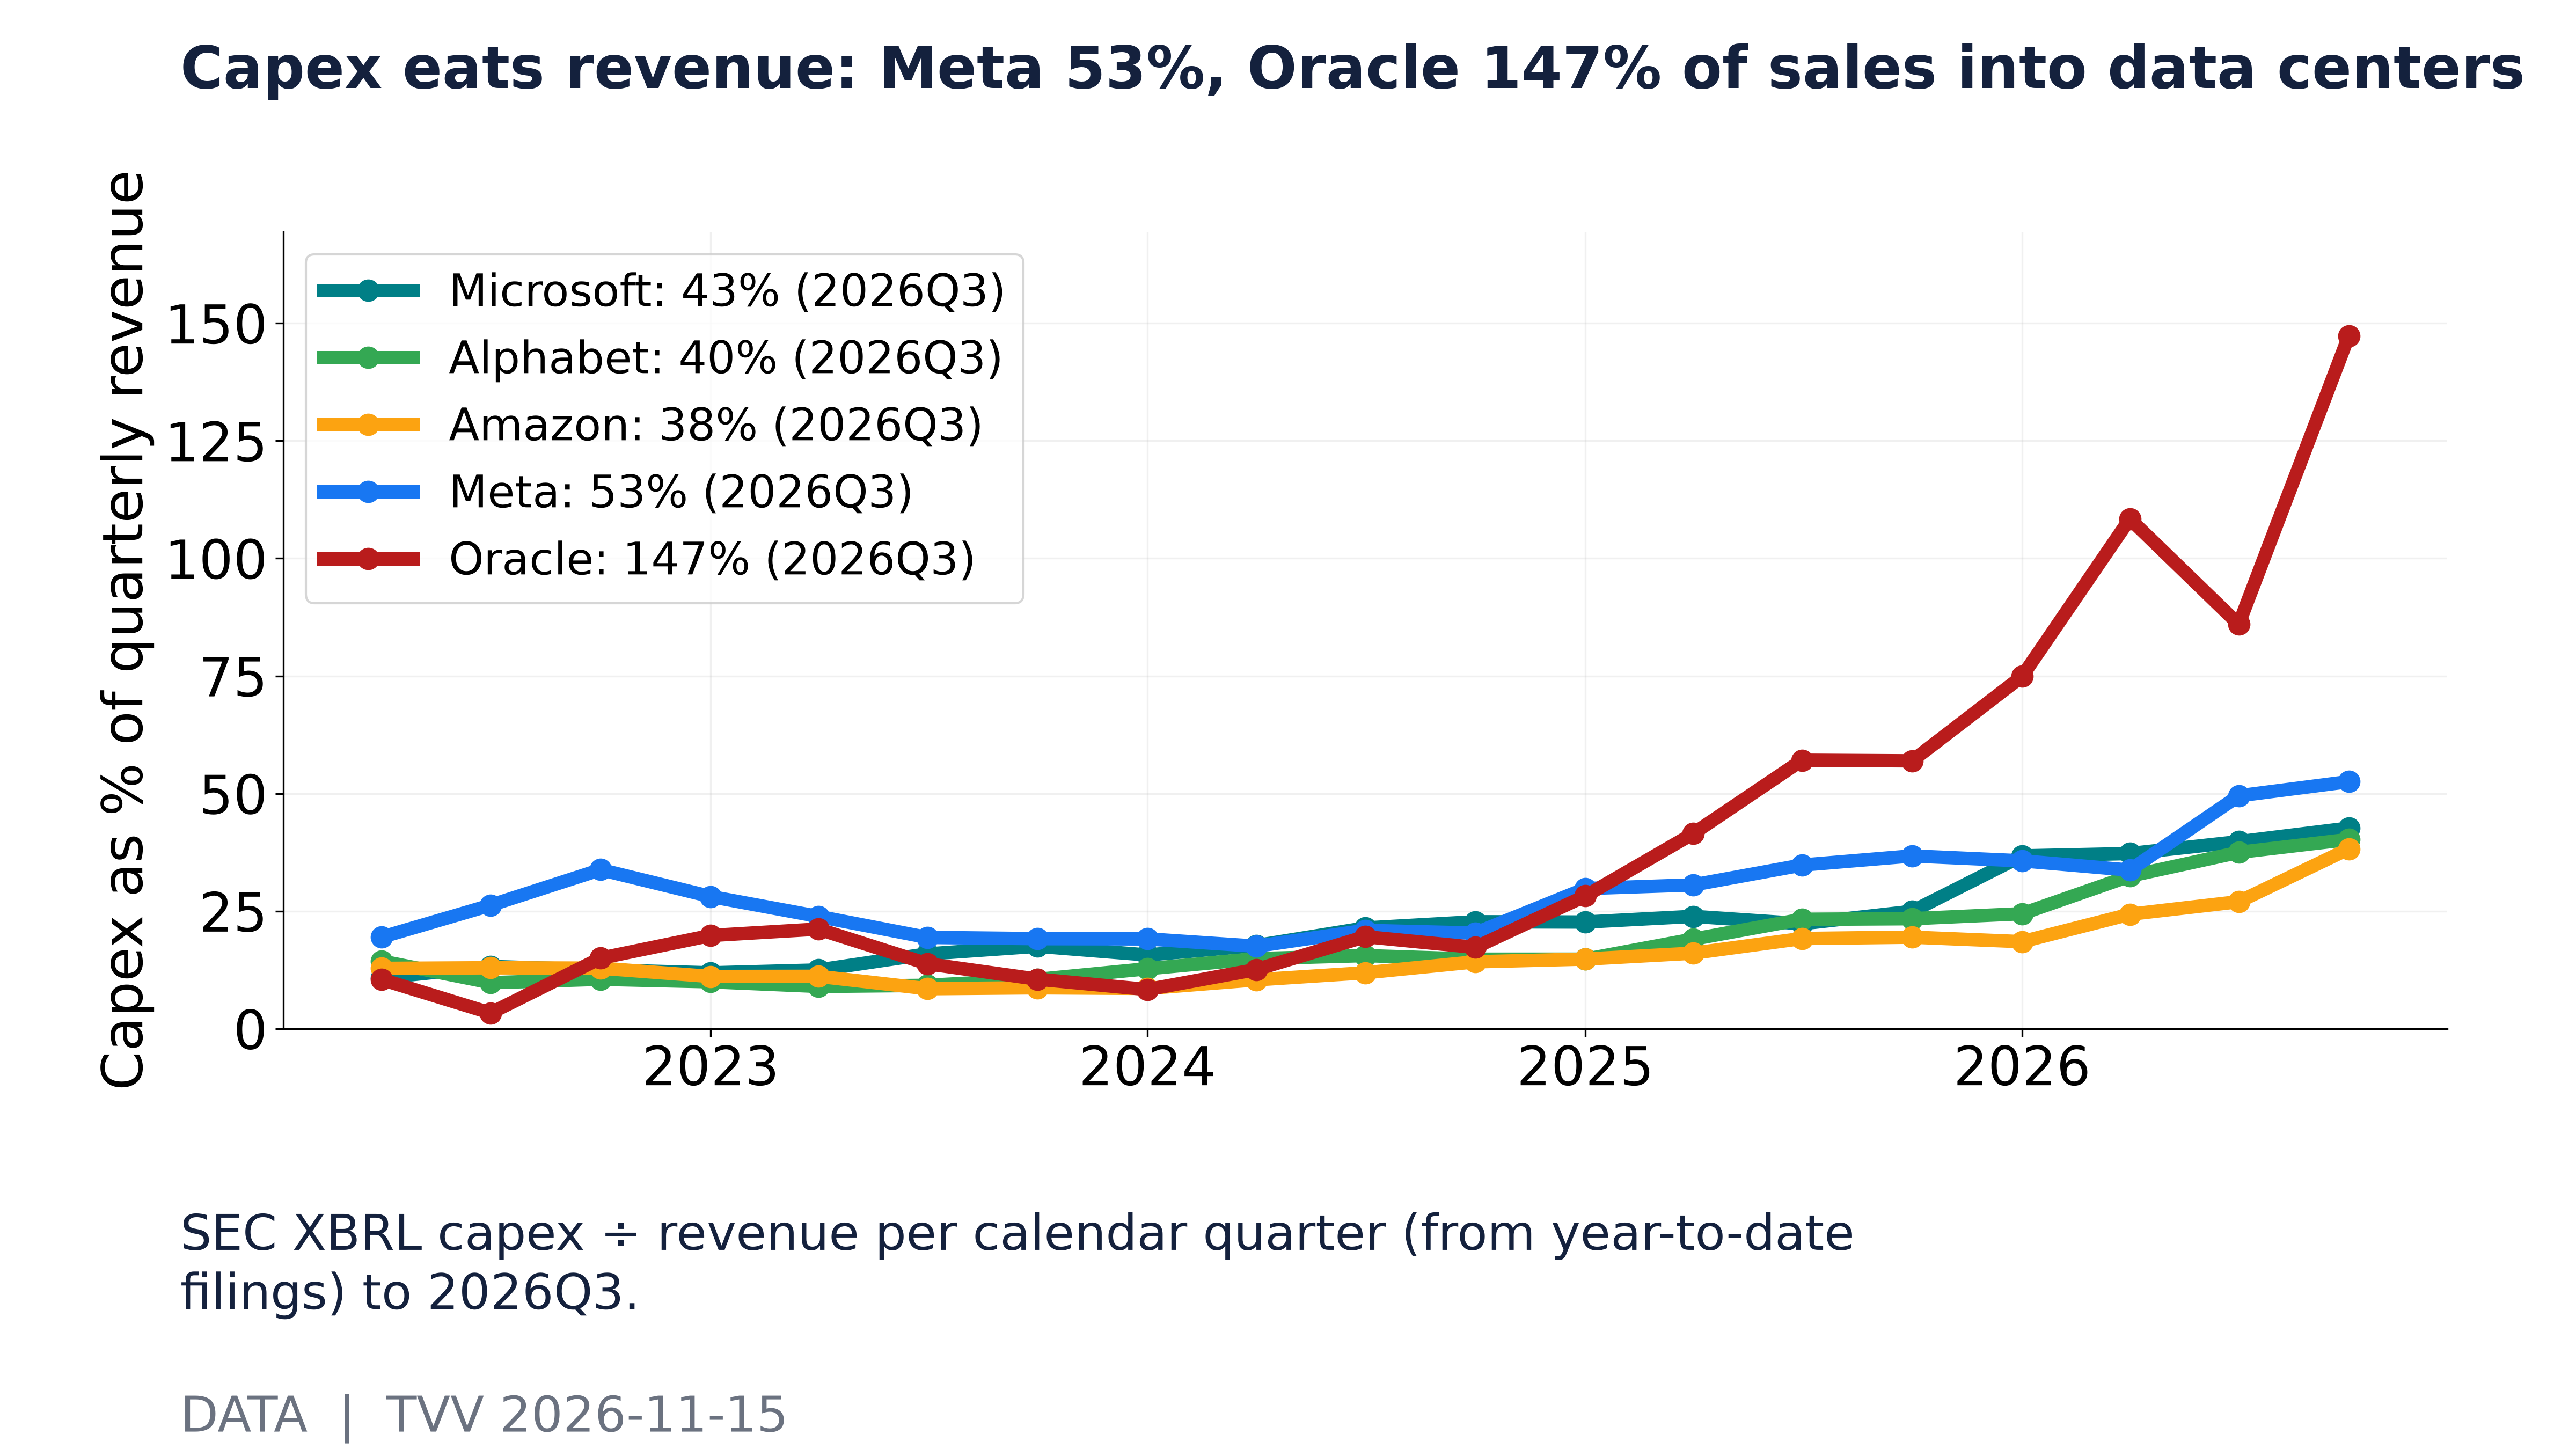 Capex eats revenue: Meta 53%, Oracle 147% of sales into data centers
Capex as % of quarterly revenue
150
125
100
75
50
25
0
Microsoft: 43% (2026Q3)
Alphabet: 40% (2026Q3)
Amazon: 38% (2026Q3)
Meta: 53% (2026Q3)
Oracle: 147% (2026Q3)
2023 2024 2025 2026
SEC XBRL capex ÷ revenue per calendar quarter (from year-to-date
filings) to 2026Q3.
DATA | TVV 2026-11-15